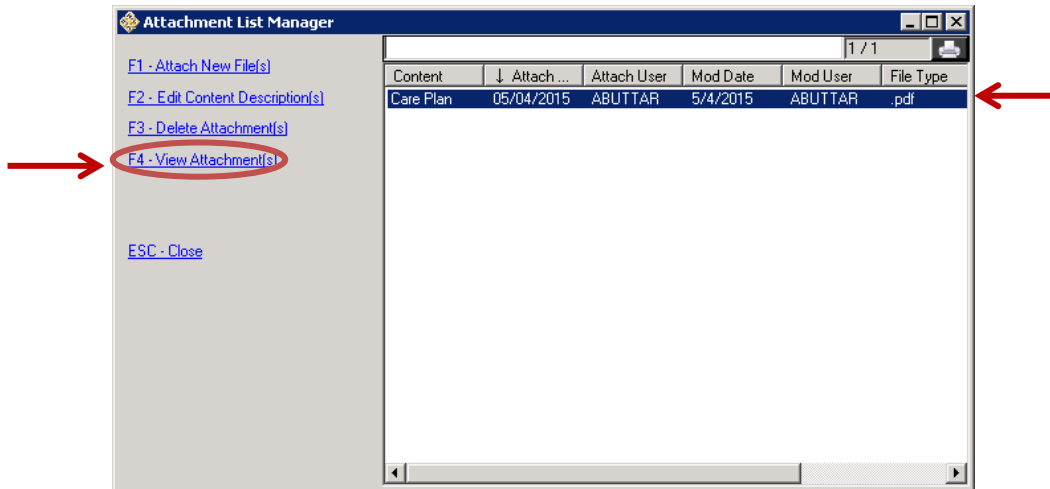 Attachment List Manager
F1 - Attach New File(s)
F2 - Edit Content Description(s)
F3 - Delete Attachment(s)
F4 - View Attachment(s)
ESC - Close
1 / 1
Content ↓ Attach ... Attach User Mod Date Mod User File Type
Care Plan 05/04/2015 ABUTTAR 5/4/2015 ABUTTAR .pdf